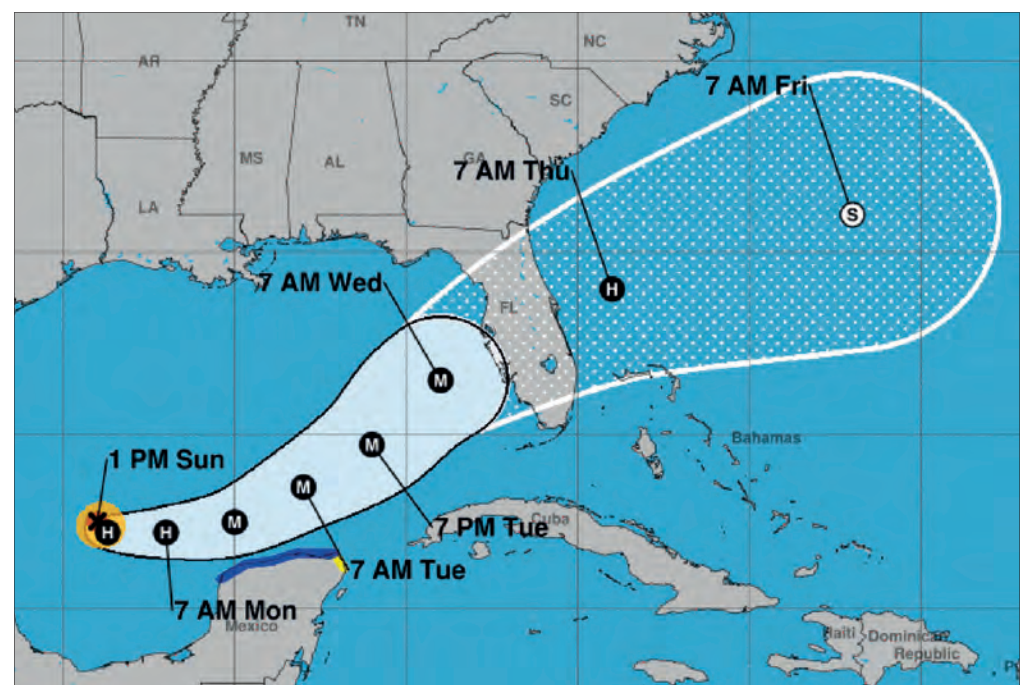 TN
NC
AR
7 AM Fri
SC
MS
AL
GA
7 AM Thu
LA
S
7 AM Wed
H
FL
M
Bahamas
M
1 PM Sun
M
M
H
H
7 PM Tue
Cuba
7 AM Tue
7 AM Mon
Mexico
Haiti
Dominican
Republic